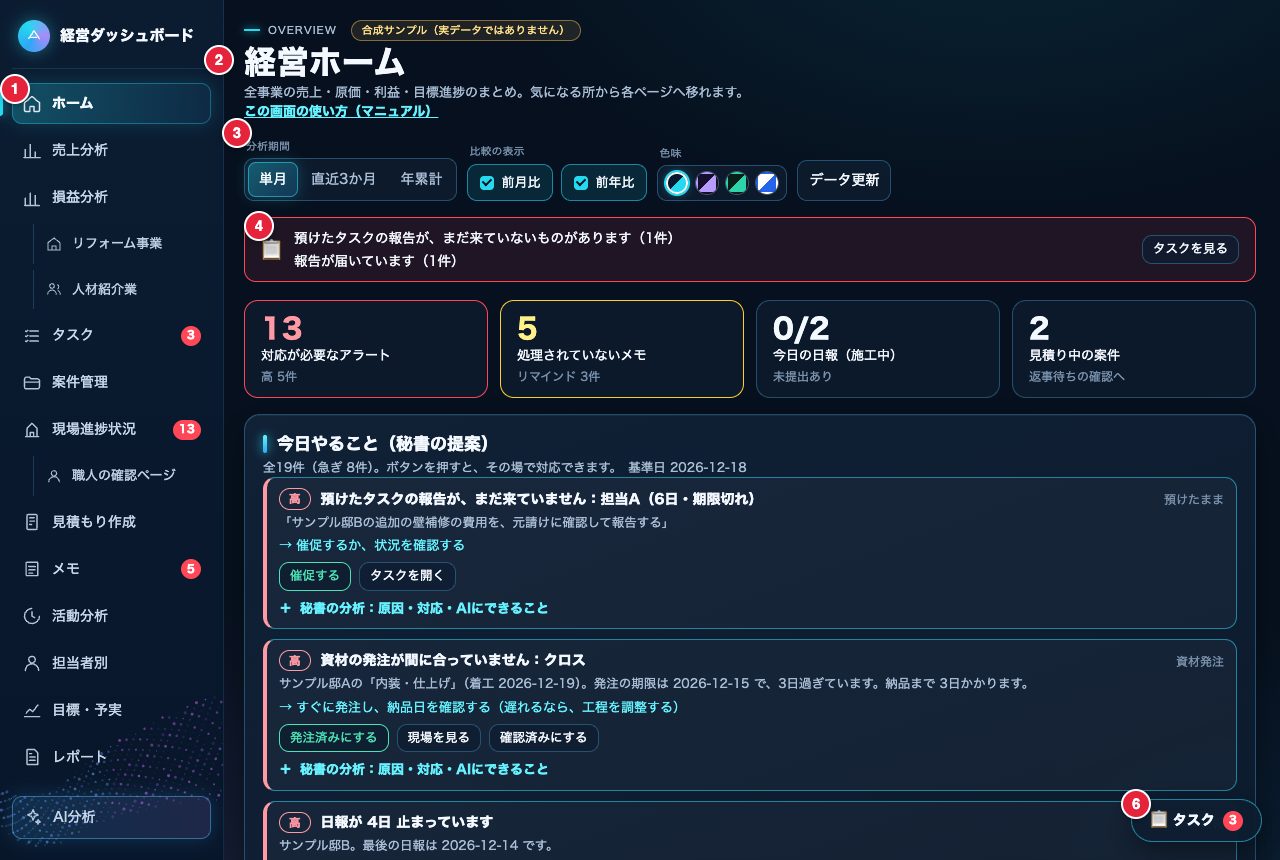 経営ダッシュボード
1
ホーム
売上分析
損益分析
リフォーム事業
人材紹介業
タスク 3
案件管理
現場進捗状況 13
職人の確認ページ
見積もり作成
メモ 5
活動分析
担当者別
目標・予実
レポート
AI分析
OVERVIEW 合成サンプル（実データではありません）
2
経営ホーム
全事業の売上・原価・利益・目標進捗のまとめ。気になる所から各ページへ移れます。
この画面の使い方（マニュアル）
3
分析期間 比較の表示 色味
単月 直近3か月 年累計 前月比 前年比 データ更新
4
預けたタスクの報告が、まだ来ていないものがあります（1件）
報告が届いています（1件）
タスクを見る
13
対応が必要なアラート
高 5件
5
処理されていないメモ
リマインド 3件
0/2
今日の日報（施工中）
未提出あり
2
見積り中の案件
返事待ちの確認へ
今日やること（秘書の提案）
全19件（急ぎ 8件）。ボタンを押すと、その場で対応できます。 基準日 2026-12-18
高 預けたタスクの報告が、まだ来ていません：担当A（6日・期限切れ） 預けたまま
「サンプル邸Bの追加の壁補修の費用を、元請けに確認して報告する」
→ 催促するか、状況を確認する
催促する タスクを開く
+ 秘書の分析：原因・対応・AIにできること
高 資材の発注が間に合っていません：クロス 資材発注
サンプル邸Aの「内装・仕上げ」（着工 2026-12-19）。発注の期限は 2026-12-15 で、3日過ぎています。納品まで 3日かかります。
→ すぐに発注し、納品日を確認する（遅れるなら、工程を調整する）
発注済みにする 現場を見る 確認済みにする
+ 秘書の分析：原因・対応・AIにできること
高 日報が 4日 止まっています
サンプル邸B。最後の日報は 2026-12-14 です。
6
タスク 3